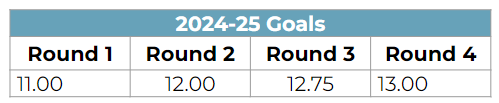 2024-25 Goals
Round 1 Round 2 Round 3 Round 4
11.00 12.00 12.75 13.00